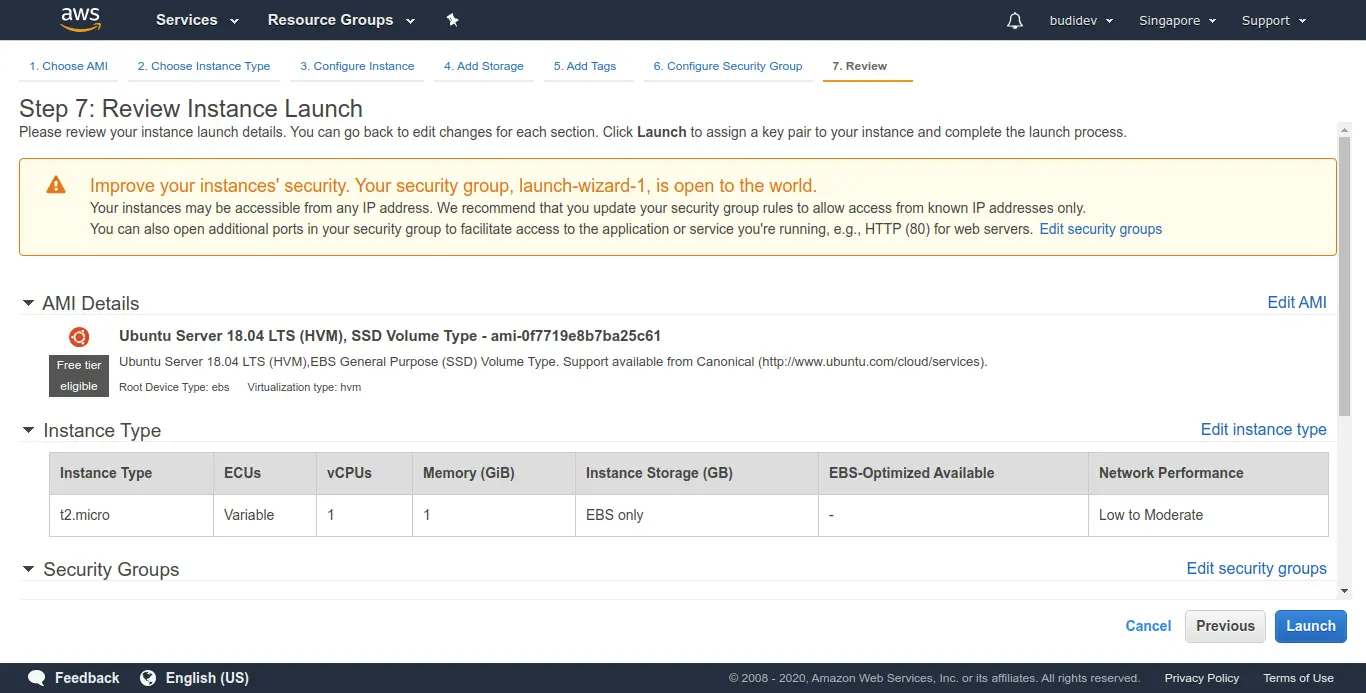 aws Services Resource Groups budidev Singapore Support
1. Choose AMI 2. Choose Instance Type 3. Configure Instance 4. Add Storage 5. Add Tags 6. Configure Security Group 7. Review
Step 7: Review Instance Launch
Please review your instance launch details. You can go back to edit changes for each section. Click Launch to assign a key pair to your instance and complete the launch process.
Improve your instances' security. Your security group, launch-wizard-1, is open to the world.
Your instances may be accessible from any IP address. We recommend that you update your security group rules to allow access from known IP addresses only.
You can also open additional ports in your security group to facilitate access to the application or service you're running, e.g., HTTP (80) for web servers. Edit security groups
AMI Details Edit AMI
Ubuntu Server 18.04 LTS (HVM), SSD Volume Type - ami-0f7719e8b7ba25c61
Free tier
eligible
Ubuntu Server 18.04 LTS (HVM),EBS General Purpose (SSD) Volume Type. Support available from Canonical (http://www.ubuntu.com/cloud/services).
Root Device Type: ebs Virtualization type: hvm
Instance Type Edit instance type
Instance Type ECUs vCPUs Memory (GiB) Instance Storage (GB) EBS-Optimized Available Network Performance
t2.micro Variable 1 1 EBS only - Low to Moderate
Security Groups Edit security groups
Cancel Previous Launch
Feedback English (US) © 2008 - 2020, Amazon Web Services, Inc. or its affiliates. All rights reserved. Privacy Policy Terms of Use